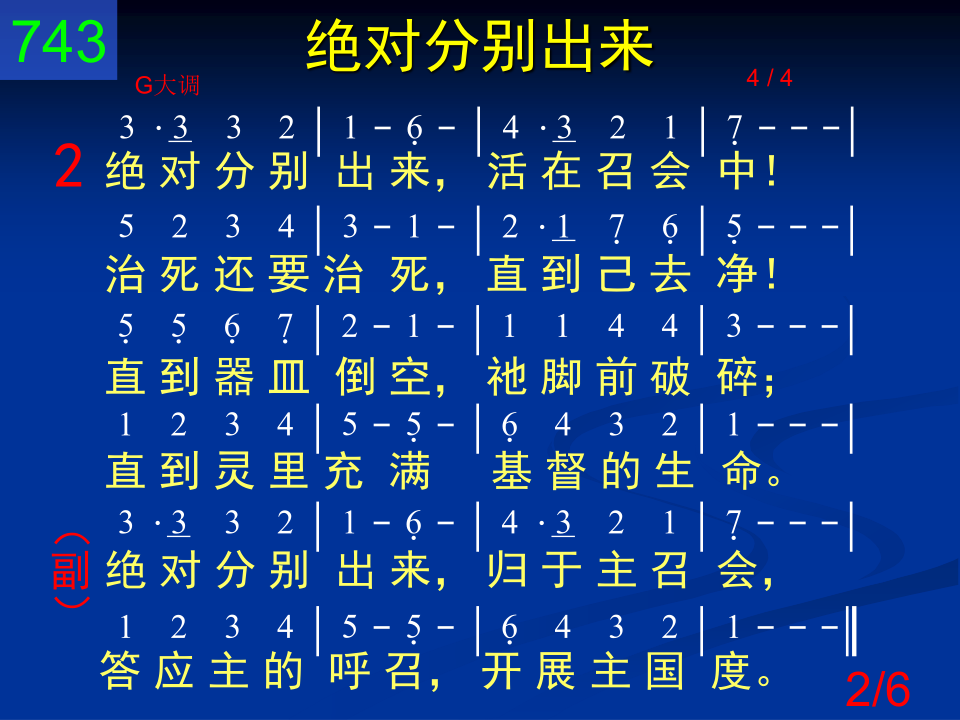 743
绝对分别出来
G大调
4 / 4
2
3 · 3 3 2 | 1 – 6 – | 4 · 3 2 1 | 7 – – – |
绝对分别 出来， 活在召会 中！
5 2 3 4 | 3 – 1 – | 2 · 1 7 6 | 5 – – – |
治死还要治 死， 直到己去 净！
5 5 6 7 | 2 – 1 – | 1 1 4 4 | 3 – – – |
直到器皿 倒空， 祂脚前破 碎；
1 2 3 4 | 5 – 5 – | 6 4 3 2 | 1 – – – |
直到灵里充 满 基督的生 命。
3 · 3 3 2 | 1 – 6 – | 4 · 3 2 1 | 7 – – – |
（副）
绝对分别 出来， 归于主召 会，
1 2 3 4 | 5 – 5 – | 6 4 3 2 | 1 – – – ‖
答应主的 呼召， 开展主国 度。
2/6